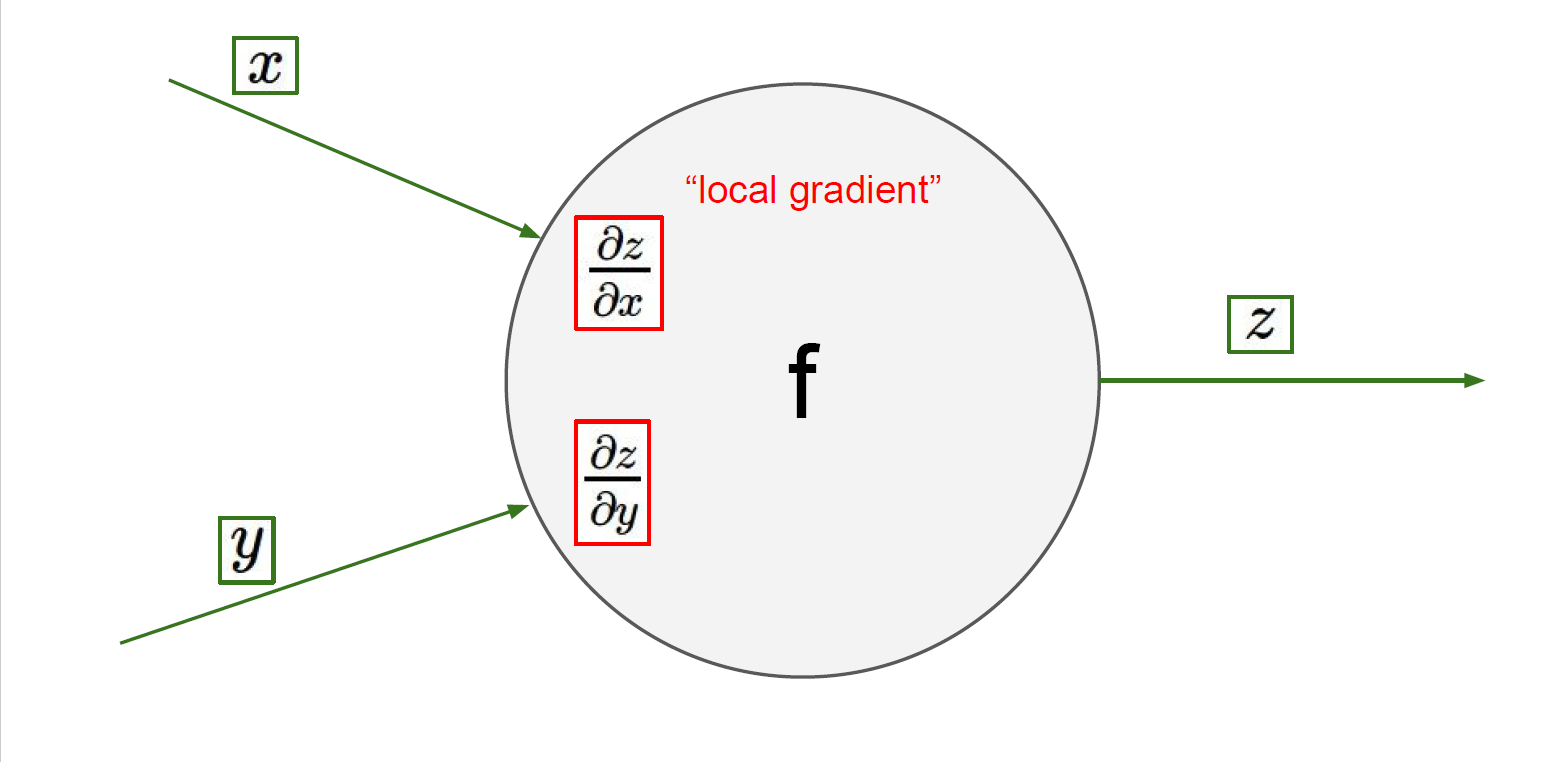 x
“local gradient”
∂z
∂x
f
z
∂z
∂y
y